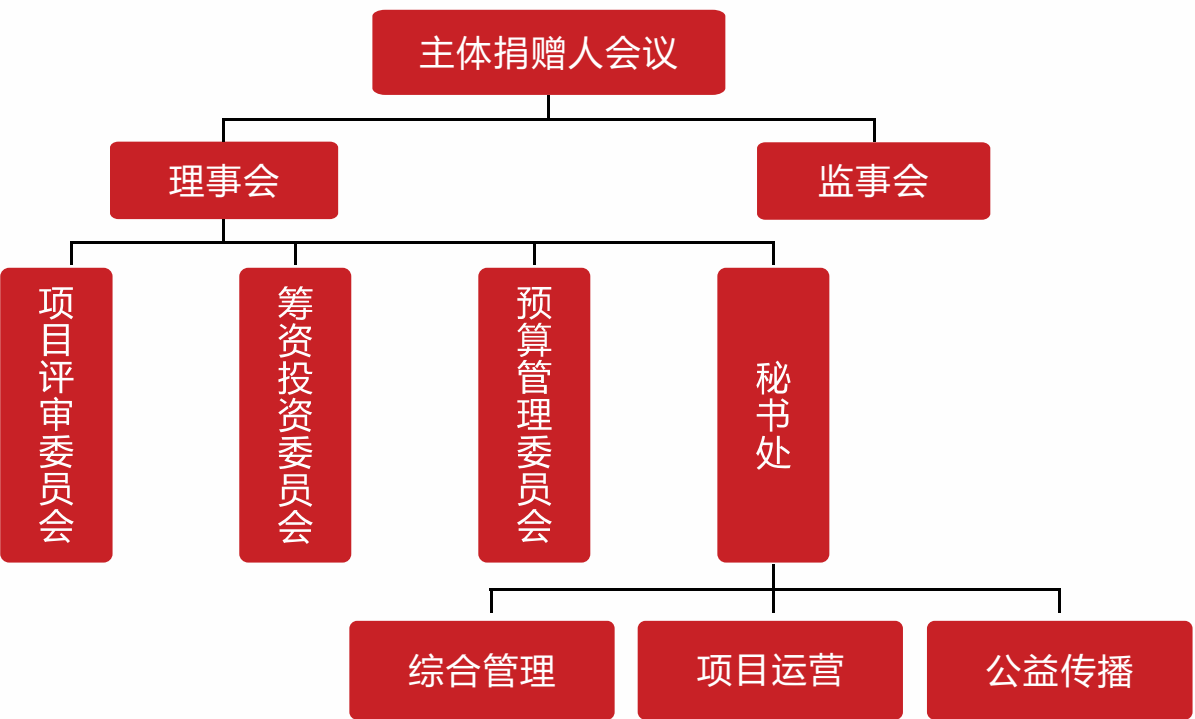 主体捐赠人会议
理事会
监事会
项目评审委员会
筹资投资委员会
预算管理委员会
秘书处
综合管理
项目运营
公益传播